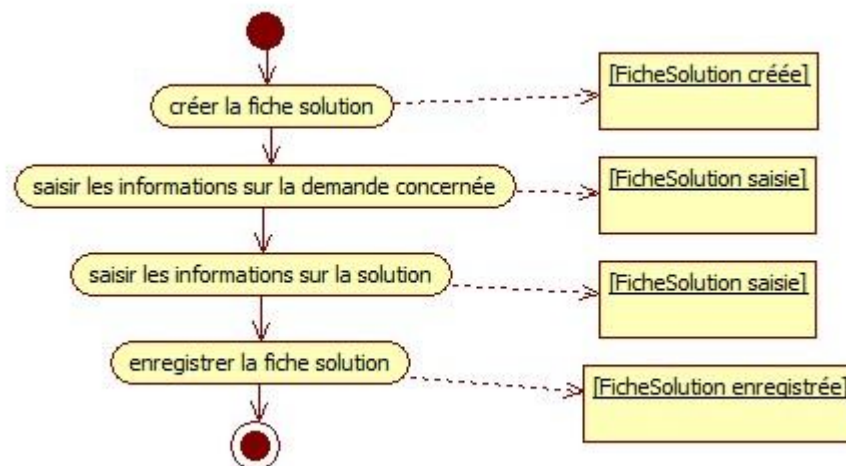 créer la fiche solution
[FicheSolution créée]
saisir les informations sur la demande concernée
[FicheSolution saisie]
saisir les informations sur la solution
[FicheSolution saisie]
enregistrer la fiche solution
[FicheSolution enregistrée]